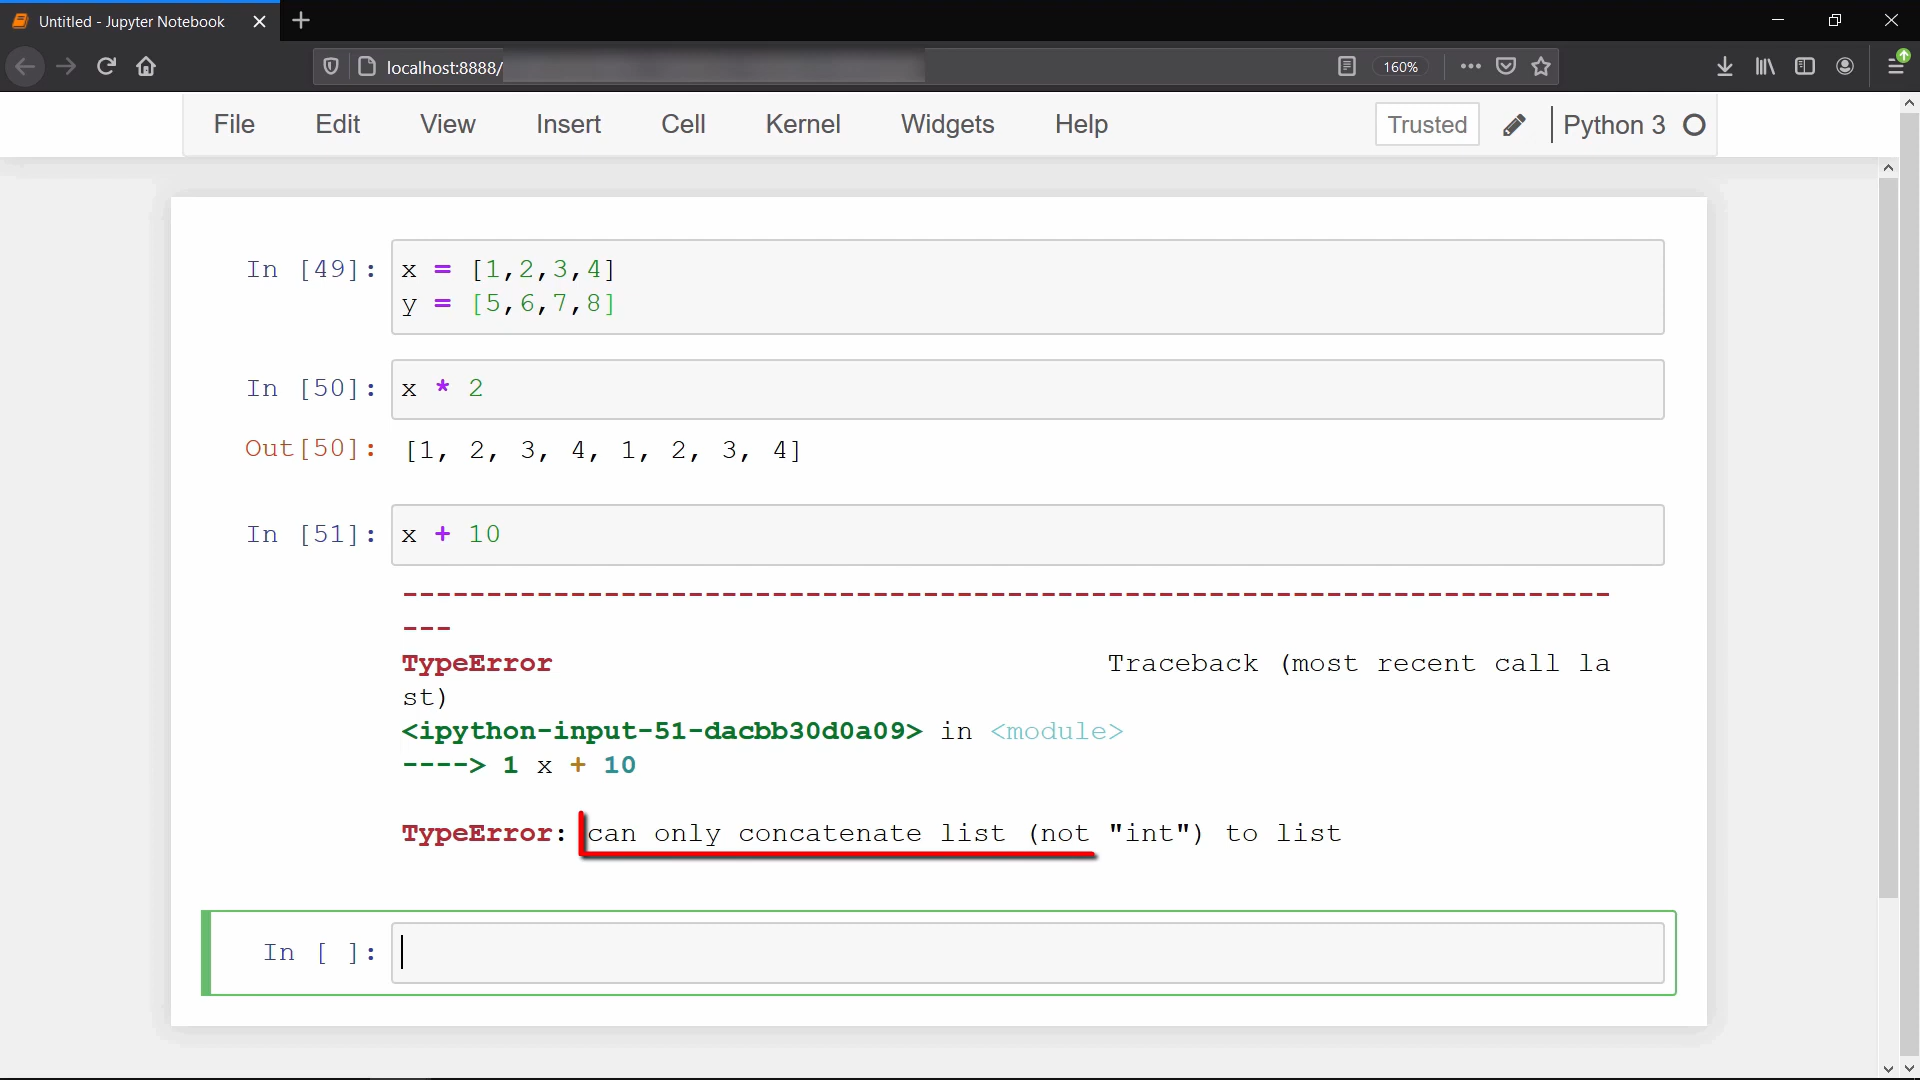 Untitled - Jupyter Notebook
localhost:8888/
160%
File Edit View Insert Cell Kernel Widgets Help Trusted Python 3
In [49]: x = [1,2,3,4]
y = [5,6,7,8]
In [50]: x * 2
Out[50]: [1, 2, 3, 4, 1, 2, 3, 4]
In [51]: x + 10
---------------------------------------------------------------------------
TypeError Traceback (most recent call la
st)
<ipython-input-51-dacbb30d0a09> in <module>
----> 1 x + 10
TypeError: can only concatenate list (not "int") to list
In [ ]: